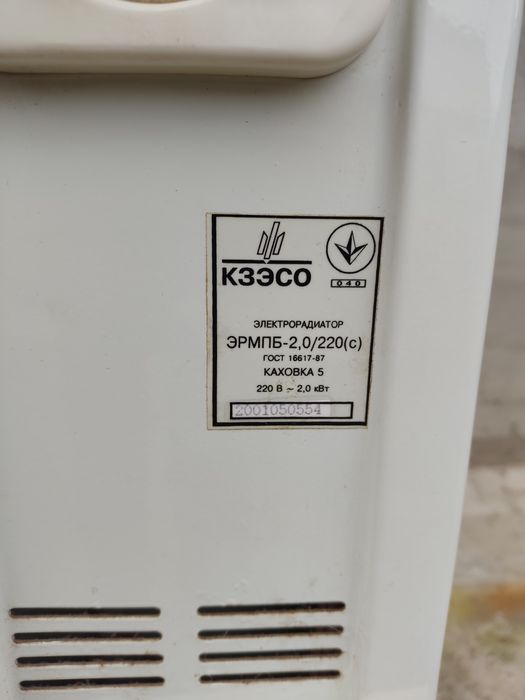 КЗЭСО
040
ЭЛЕКТРОРАДИАТОР
ЭРМПБ-2,0/220(с)
ГОСТ 16617-87
КАХОВКА 5
220 В ~ 2,0 кВт
2001050554